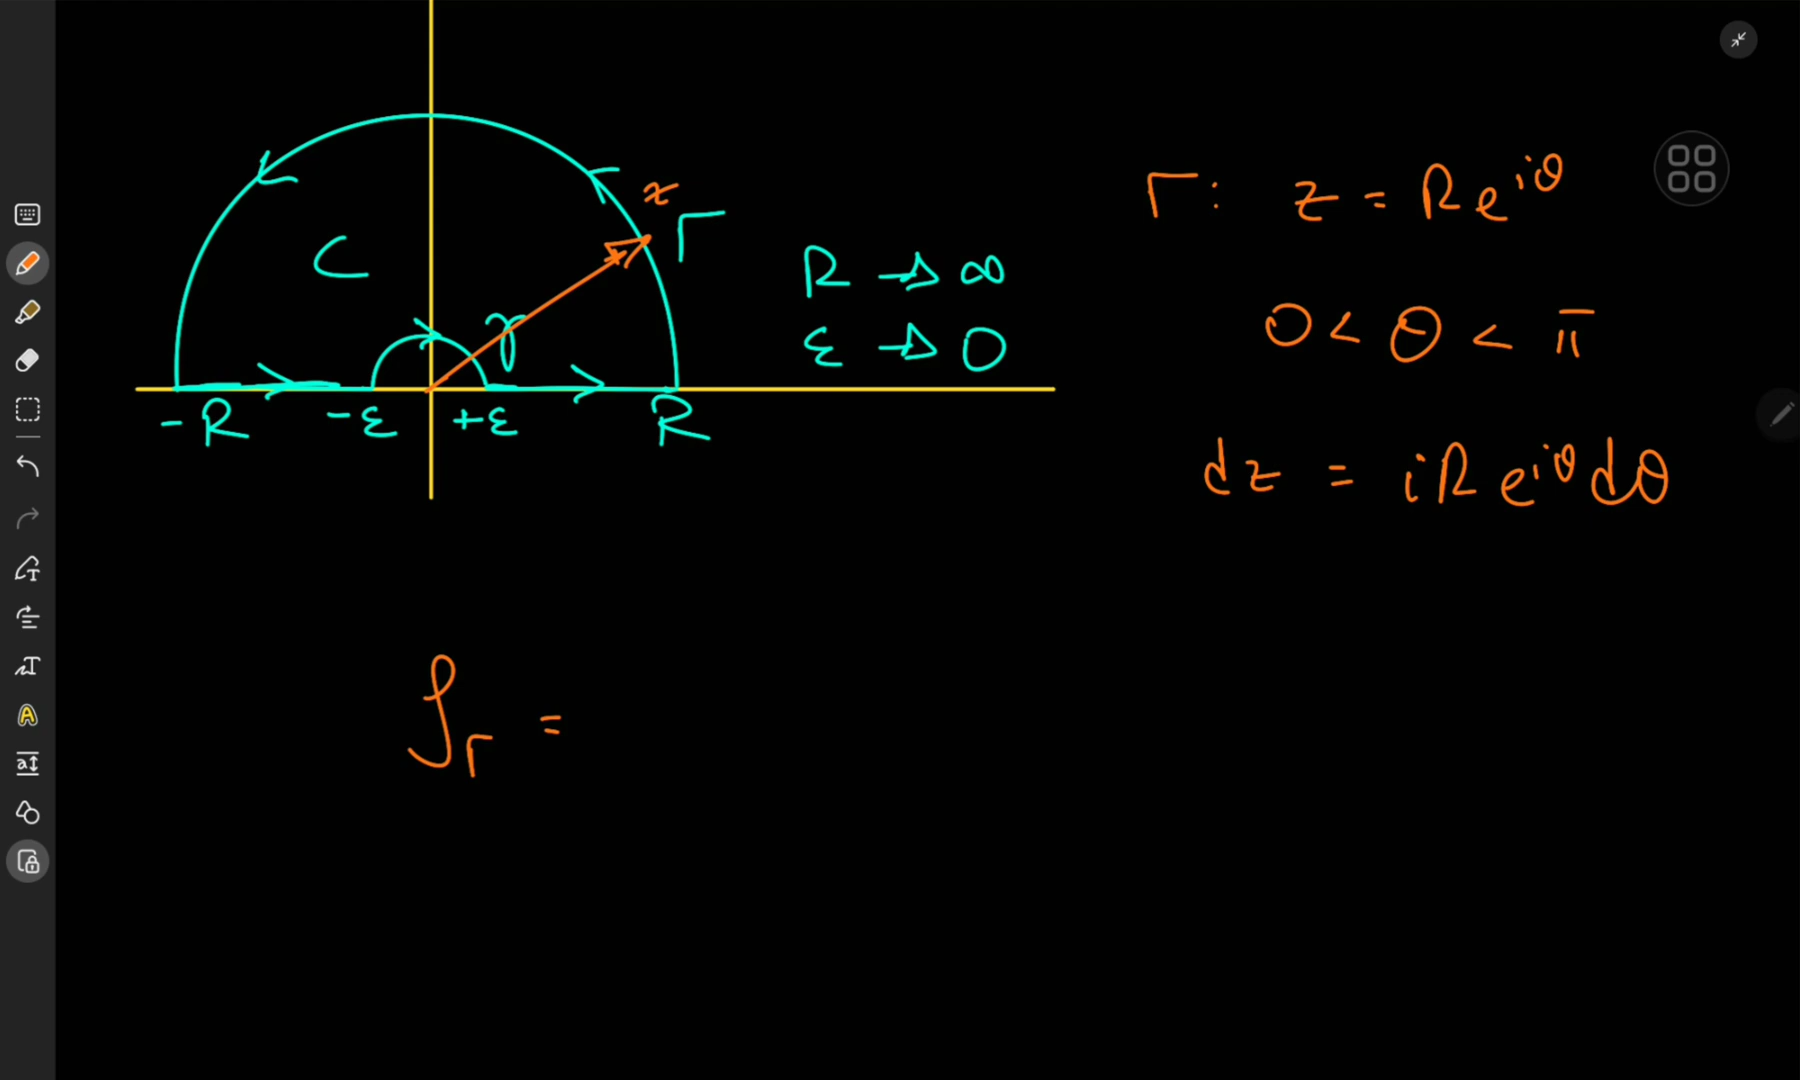 z
C
Γ
γ
-R
-ε
+ε
R
R → ∞
ε → 0
Γ: z = Re^{iθ}
0 < θ < π
dz = iRe^{iθ}dθ
∫_Γ =